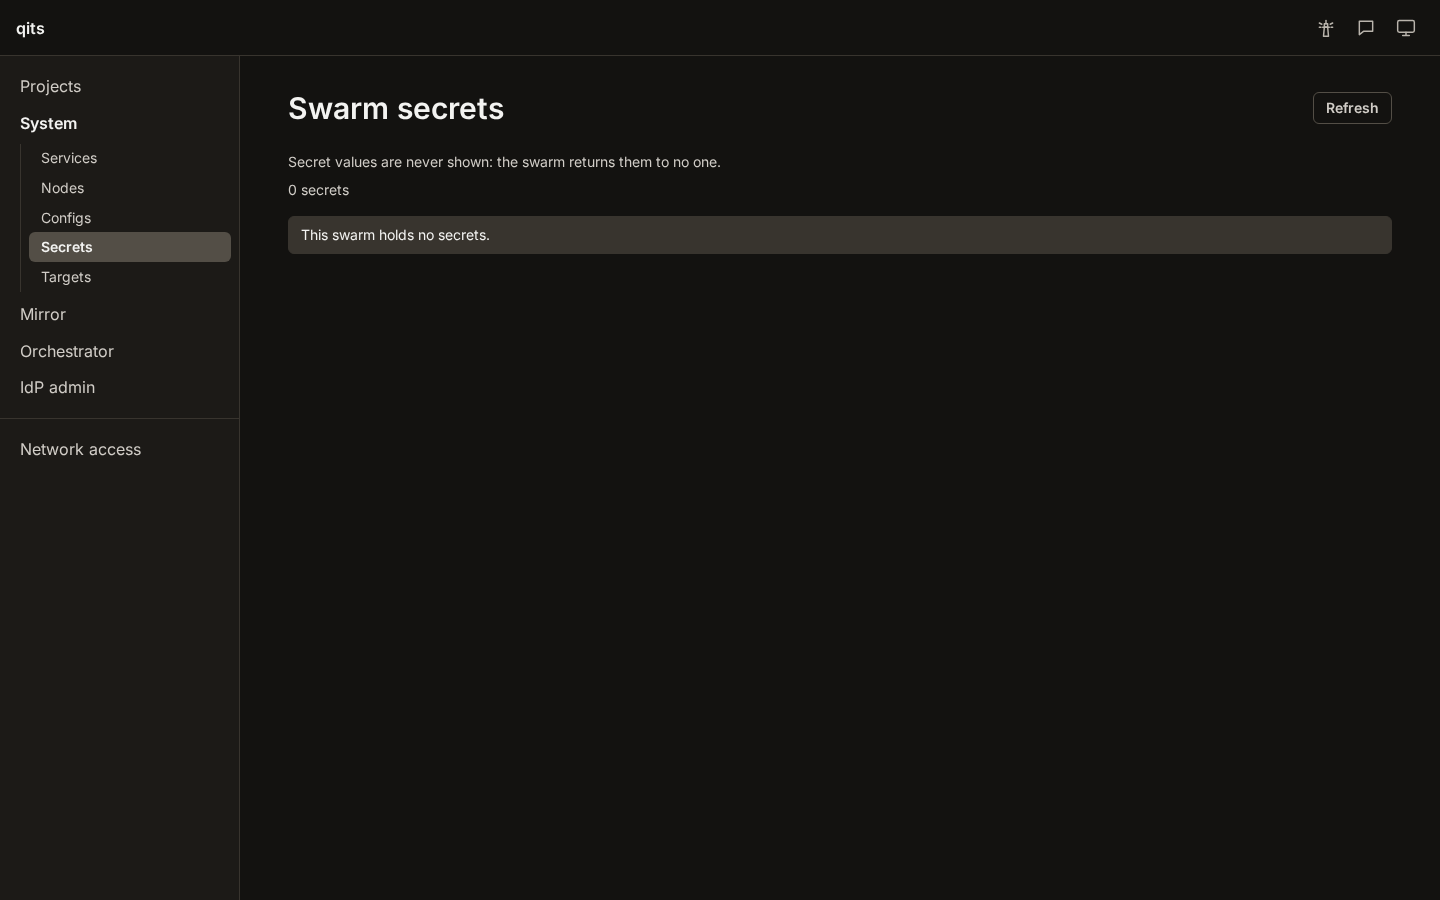 qits
Projects
System
Services
Nodes
Configs
Secrets
Targets
Mirror
Orchestrator
IdP admin
Network access
Swarm secrets
Refresh
Secret values are never shown: the swarm returns them to no one.
0 secrets
This swarm holds no secrets.